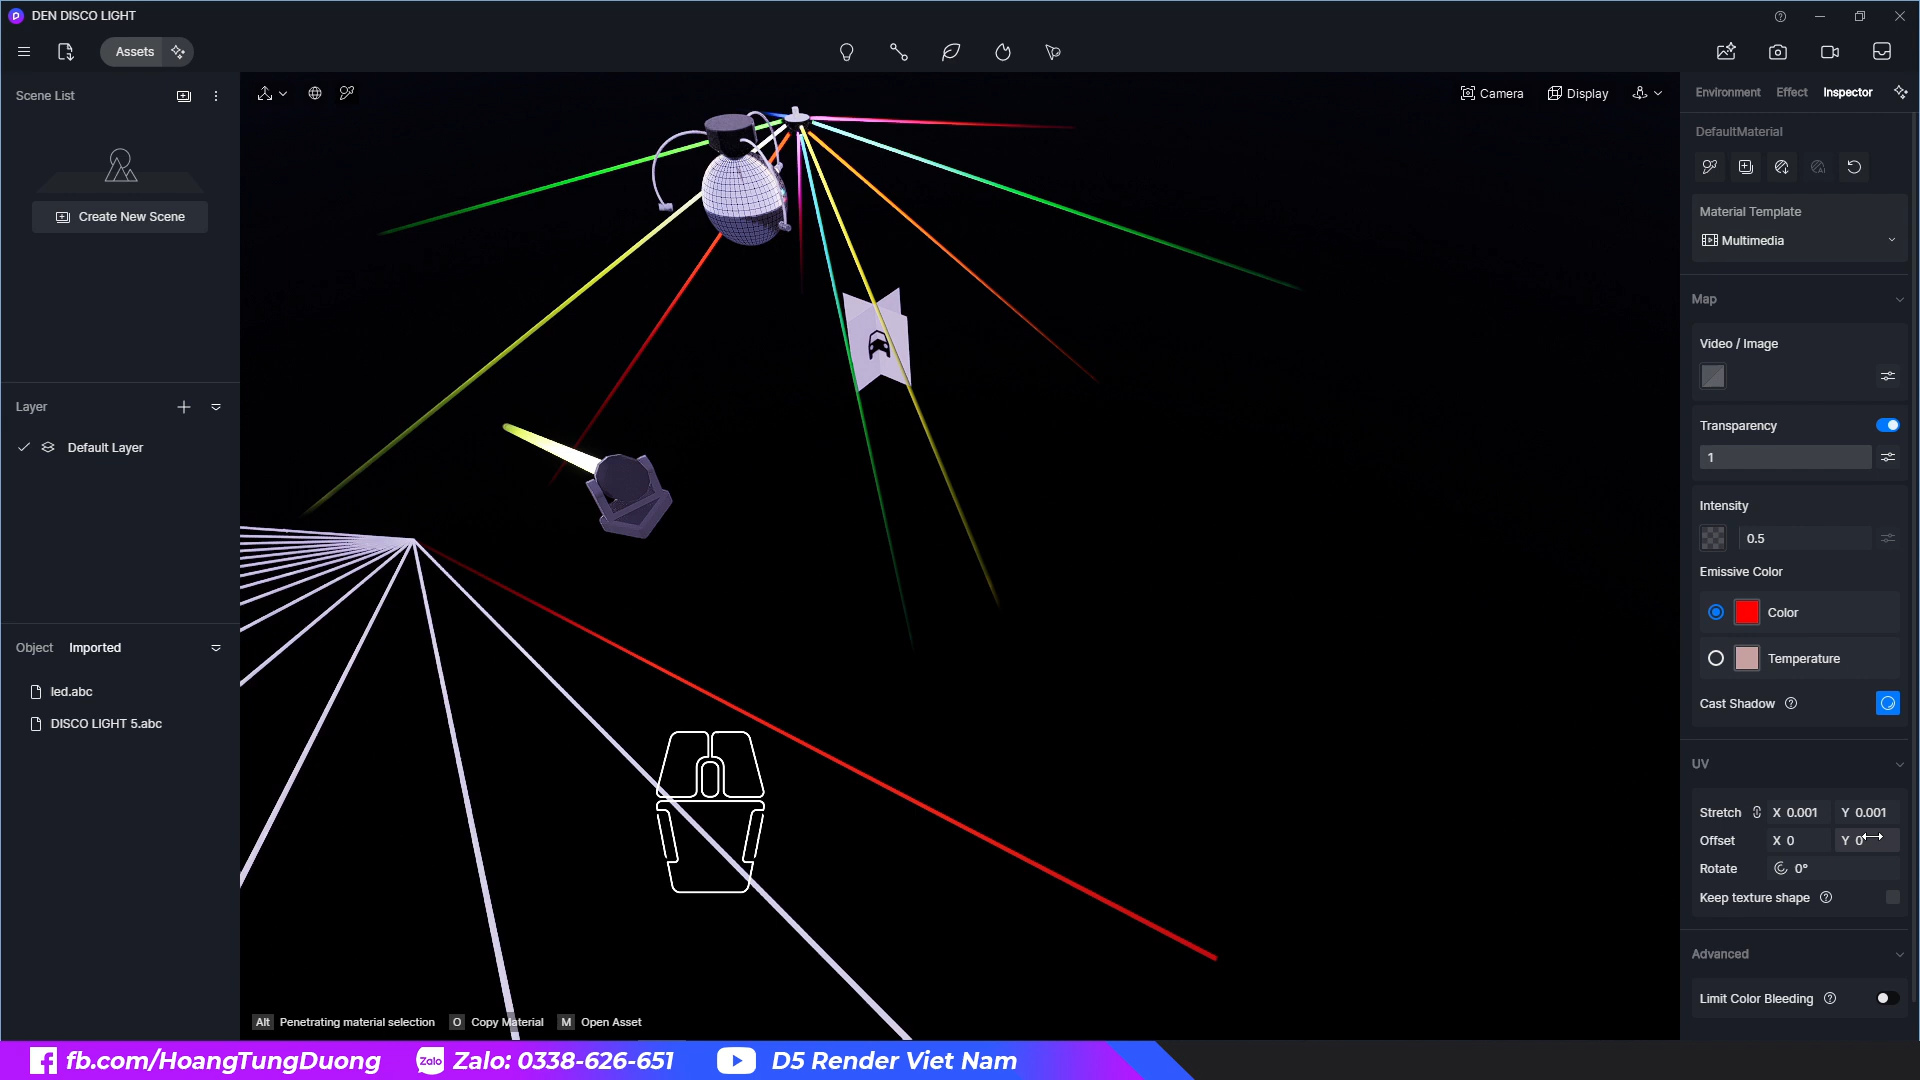 DEN DISCO LIGHT
Assets
Scene List
Create New Scene
Layer
Default Layer
Object Imported
led.abc
DISCO LIGHT 5.abc
Camera
Display
Environment Effect Inspector
DefaultMaterial
Material Template
Multimedia
Map
Video / Image
Transparency
1
Intensity
0.5
Emissive Color
Color
Temperature
Cast Shadow
UV
Stretch X 0.001 Y 0.001
Offset X 0 Y 0
Rotate 0°
Keep texture shape
Advanced
Limit Color Bleeding
Alt Penetrating material selection O Copy Material M Open Asset
fb.com/HoangTungDuong Zalo Zalo: 0338-626-651 D5 Render Viet Nam